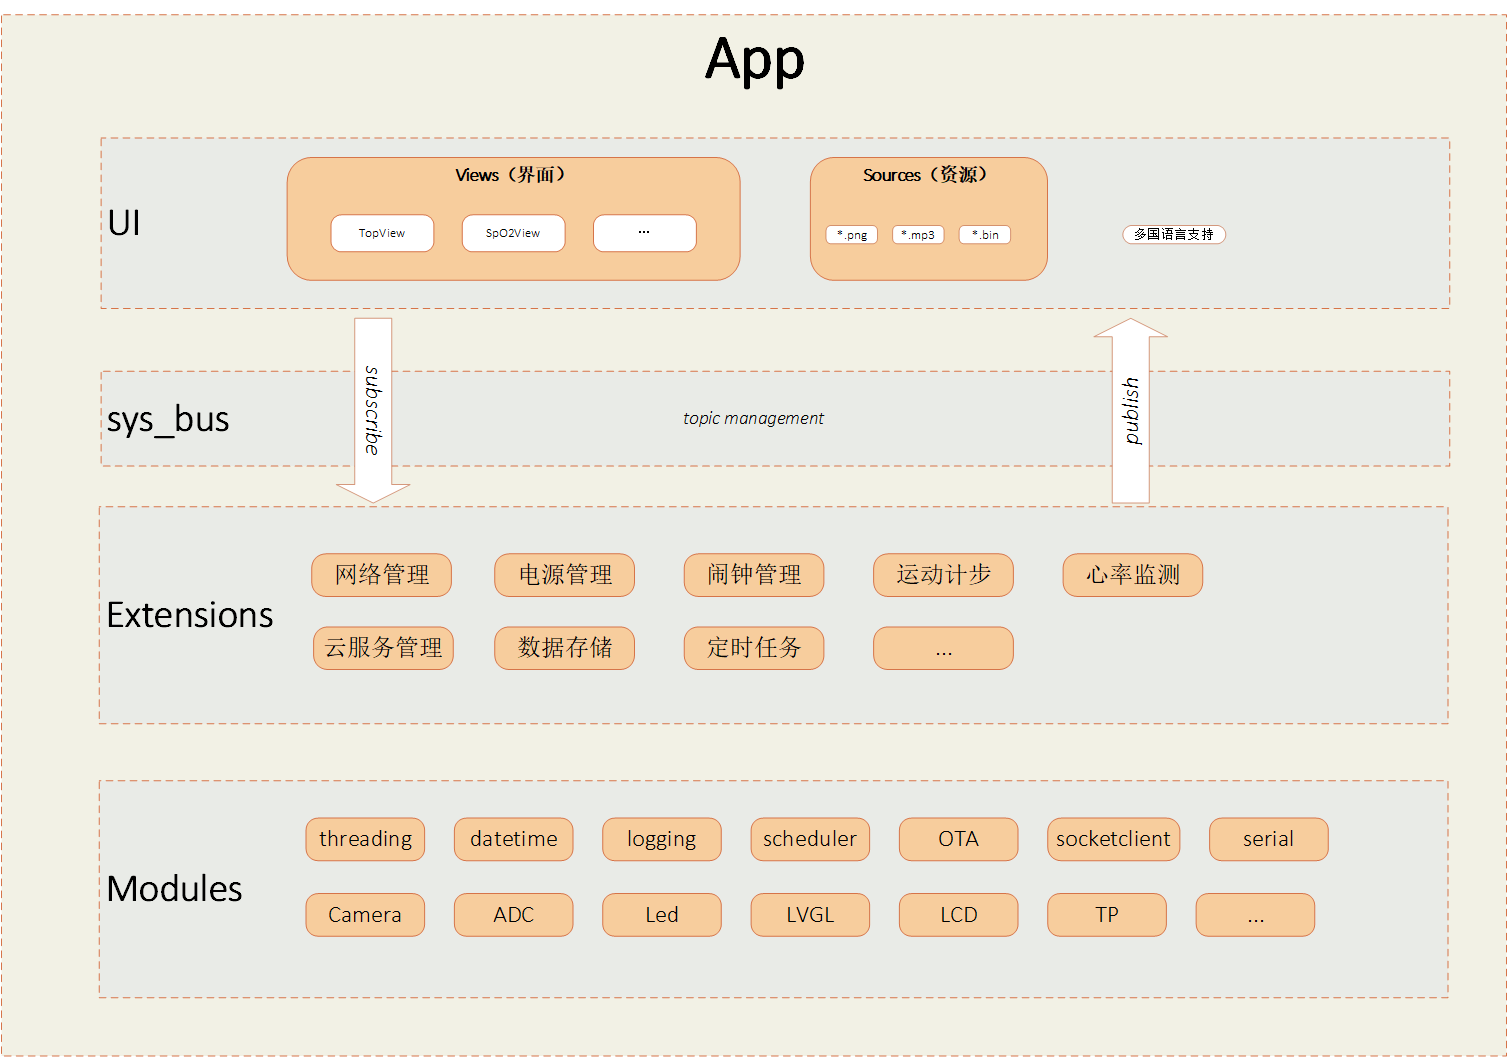 App
UI
Views（界面）
TopView
SpO2View
...
Sources（资源）
*.png
*.mp3
*.bin
多国语言支持
subscribe
publish
sys_bus
topic management
Extensions
网络管理
电源管理
闹钟管理
运动计步
心率监测
云服务管理
数据存储
定时任务
...
Modules
threading
datetime
logging
scheduler
OTA
socketclient
serial
Camera
ADC
Led
LVGL
LCD
TP
...